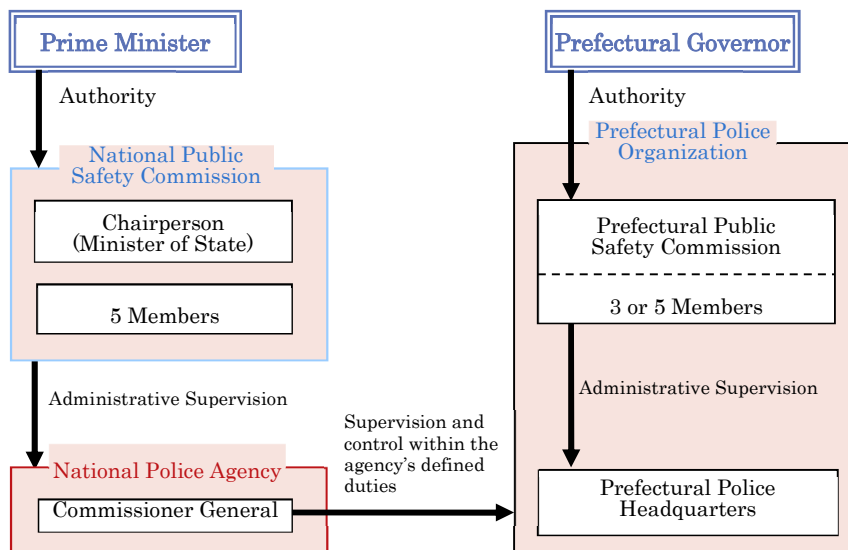 Prime Minister
Authority
National Public
Safety Commission
Chairperson
(Minister of State)
5 Members
Administrative Supervision
National Police Agency
Commissioner General
Supervision and
control within the
agency's defined
duties
Prefectural Governor
Authority
Prefectural Police
Organization
Prefectural Public
Safety Commission
3 or 5 Members
Administrative Supervision
Prefectural Police
Headquarters